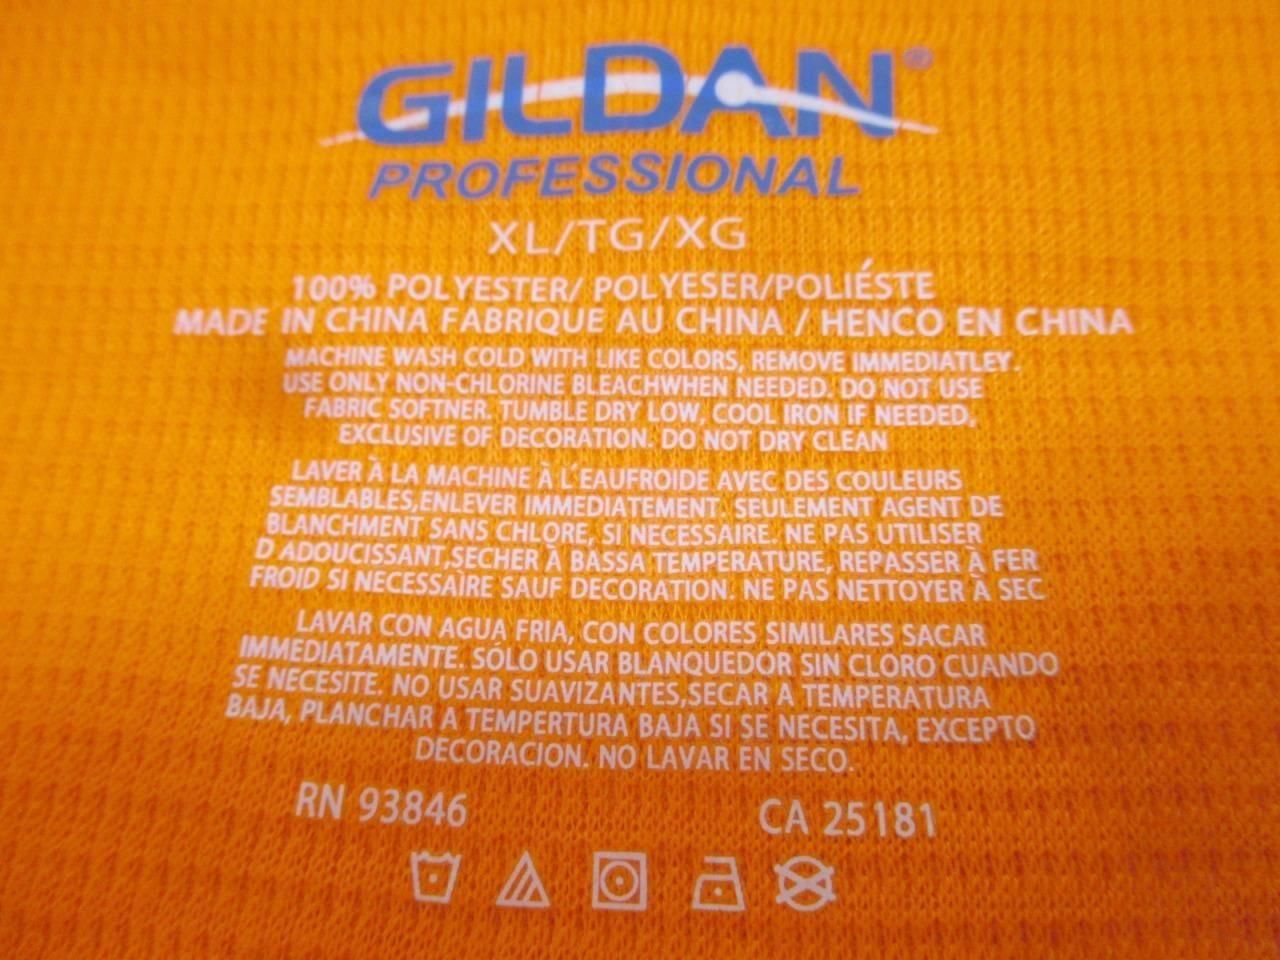 GILDAN®
PROFESSIONAL
XL/TG/XG
100% POLYESTER/ POLYESER/POLIÉSTE
MADE IN CHINA FABRIQUE AU CHINA / HENCO EN CHINA
MACHINE WASH COLD WITH LIKE COLORS, REMOVE IMMEDIATLEY.
USE ONLY NON-CHLORINE BLEACHWHEN NEEDED. DO NOT USE
FABRIC SOFTNER. TUMBLE DRY LOW, COOL IRON IF NEEDED,
EXCLUSIVE OF DECORATION. DO NOT DRY CLEAN
LAVER À LA MACHINE À L'EAUFROIDE AVEC DES COULEURS
SEMBLABLES,ENLEVER IMMEDIATEMENT. SEULEMENT AGENT DE
BLANCHMENT SANS CHLORE, SI NECESSAIRE. NE PAS UTILISER
D ADOUCISSANT,SECHER À BASSA TEMPERATURE, REPASSER À FER
FROID SI NECESSAIRE SAUF DECORATION. NE PAS NETTOYER À SEC
LAVAR CON AGUA FRIA, CON COLORES SIMILARES SACAR
IMMEDIATAMENTE. SÓLO USAR BLANQUEDOR SIN CLORO CUANDO
SE NECESITE. NO USAR SUAVIZANTES,SECAR A TEMPERATURA
BAJA, PLANCHAR A TEMPERTURA BAJA SI SE NECESITA, EXCEPTO
DECORACION. NO LAVAR EN SECO.
RN 93846 CA 25181